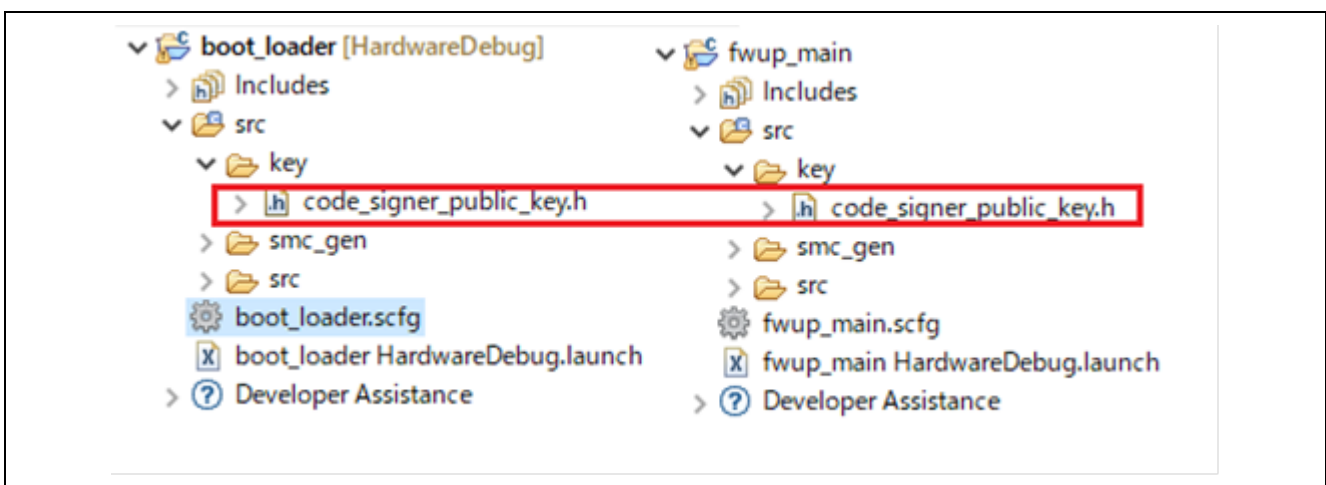 boot_loader [HardwareDebug]
Includes
src
key
code_signer_public_key.h
smc_gen
src
boot_loader.scfg
boot_loader HardwareDebug.launch
Developer Assistance
fwup_main
Includes
src
key
code_signer_public_key.h
smc_gen
src
fwup_main.scfg
fwup_main HardwareDebug.launch
Developer Assistance